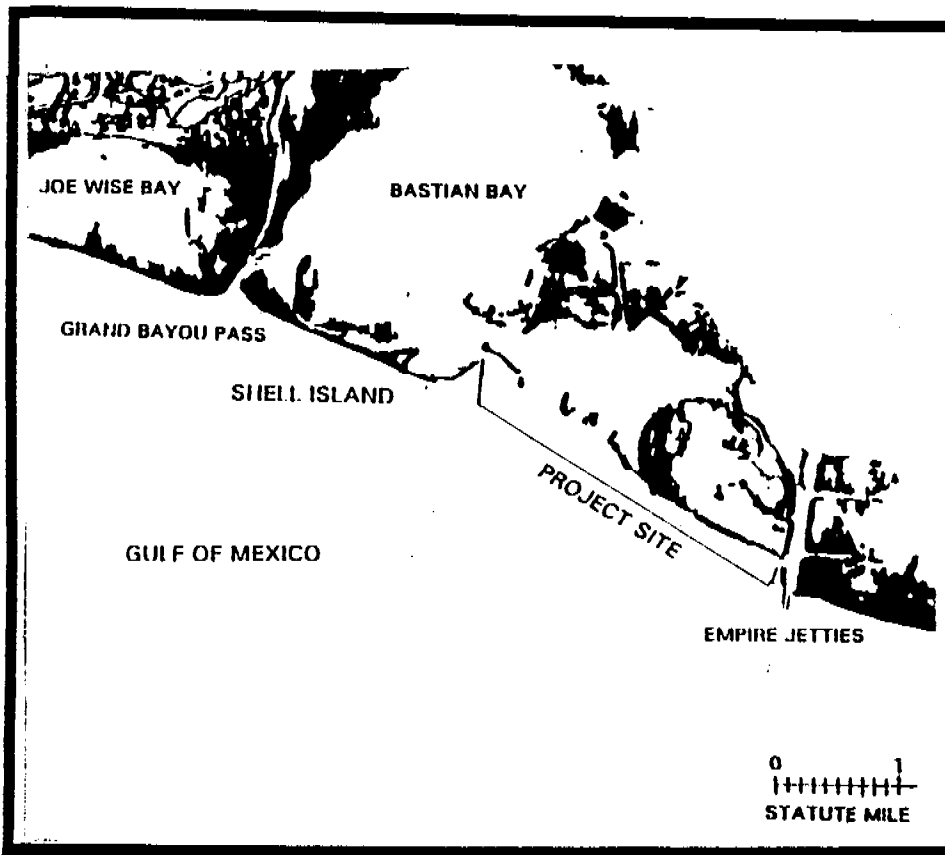 JOE WISE BAY
BASTIAN BAY
GRAND BAYOU PASS
SHELL ISLAND
PROJECT SITE
GULF OF MEXICO
EMPIRE JETTIES
0 1
STATUTE MILE